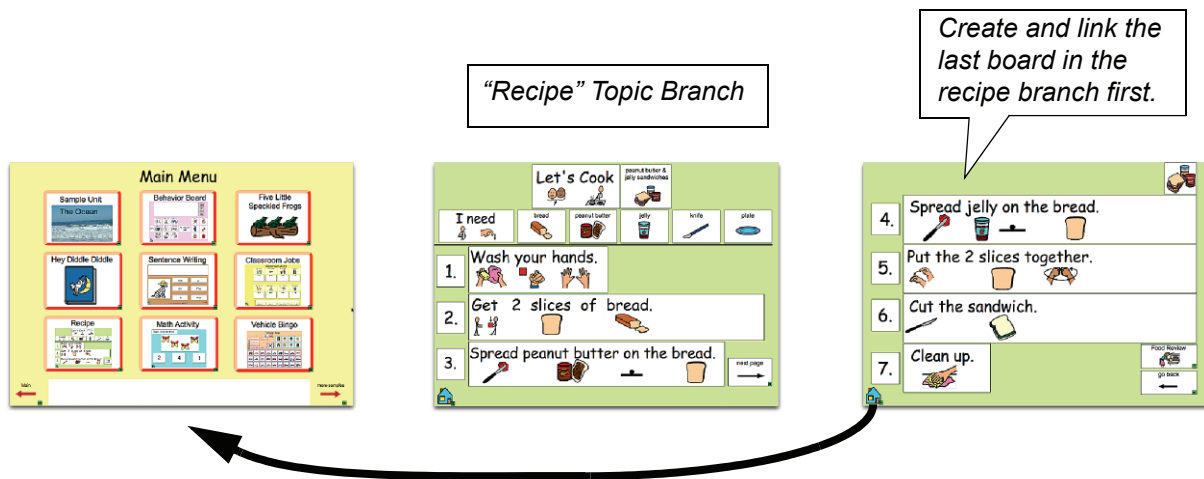 Create and link the
last board in the
recipe branch first.
“Recipe” Topic Branch
Main Menu
Sample Unit
The Ocean
Behavior Board
Five Little
Speckled Frogs
Hey Diddle Diddle
Sentence Writing
Classroom Jobs
Recipe
Math Activity
2 4 1
Vehicle Bingo
Main
more samples
Let's Cook
peanut butter &
jelly sandwiches
I need
bread
peanut butter
jelly
knife
plate
1. Wash your hands.
2. Get 2 slices of bread.
3. Spread peanut butter on the bread.
next page
4. Spread jelly on the bread.
5. Put the 2 slices together.
6. Cut the sandwich.
7. Clean up.
Food Review
go back